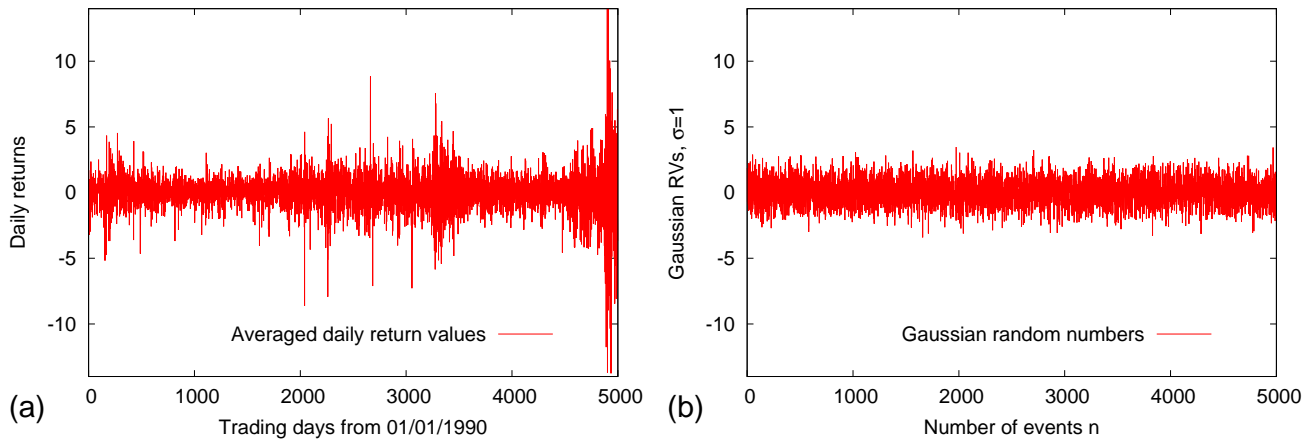 Daily returns
10
5
0
-5
-10
Averaged daily return values
0 1000 2000 3000 4000 5000
Trading days from 01/01/1990
(a)
Gaussian RVs, σ=1
10
5
0
-5
-10
Gaussian random numbers
0 1000 2000 3000 4000 5000
Number of events n
(b)